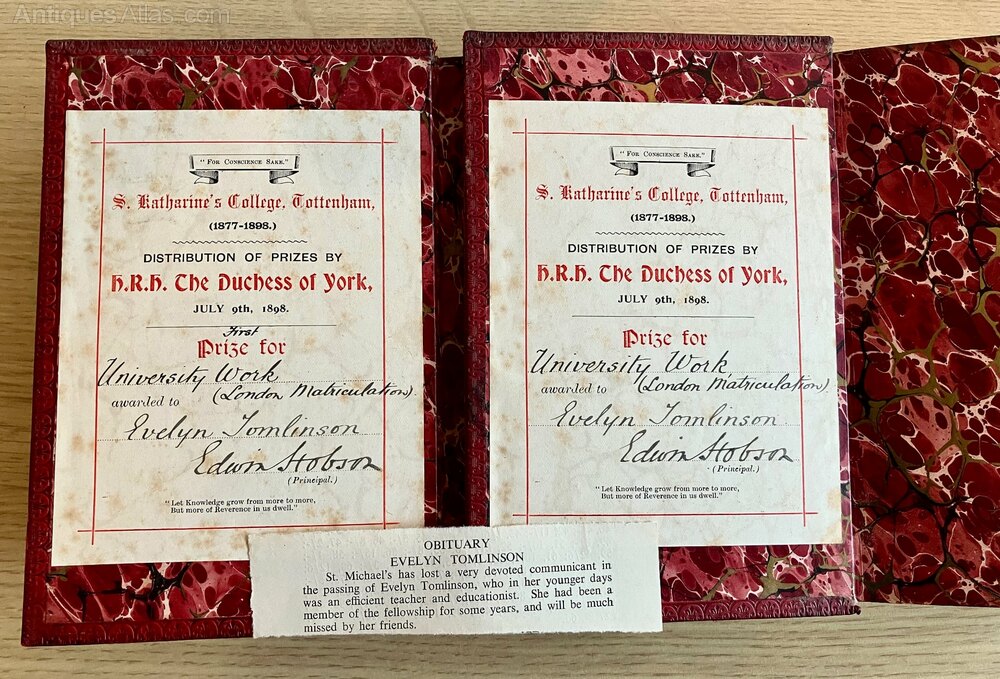 AntiquesAtlas.com
"For Conscience Sake."
S. Katharine's College, Tottenham,
(1877-1898.)
DISTRIBUTION OF PRIZES BY
H.R.H. The Duchess of York,
JULY 9th, 1898.
First
Prize for
University Work
(London Matriculation)
awarded to
Evelyn Tomlinson
Edwin Hobson
(Principal.)
"Let Knowledge grow from more to more,
But more of Reverence in us dwell."
"For Conscience Sake."
S. Katharine's College, Tottenham,
(1877-1898.)
DISTRIBUTION OF PRIZES BY
H.R.H. The Duchess of York,
JULY 9th, 1898.
Prize for
University Work
(London Matriculation)
awarded to
Evelyn Tomlinson
Edwin Hobson
(Principal.)
"Let Knowledge grow from more to more,
But more of Reverence in us dwell."
OBITUARY
EVELYN TOMLINSON
St. Michael's has lost a very devoted communicant in
the passing of Evelyn Tomlinson, who in her younger days
was an efficient teacher and educationist. She had been a
member of the fellowship for some years, and will be much
missed by her friends.